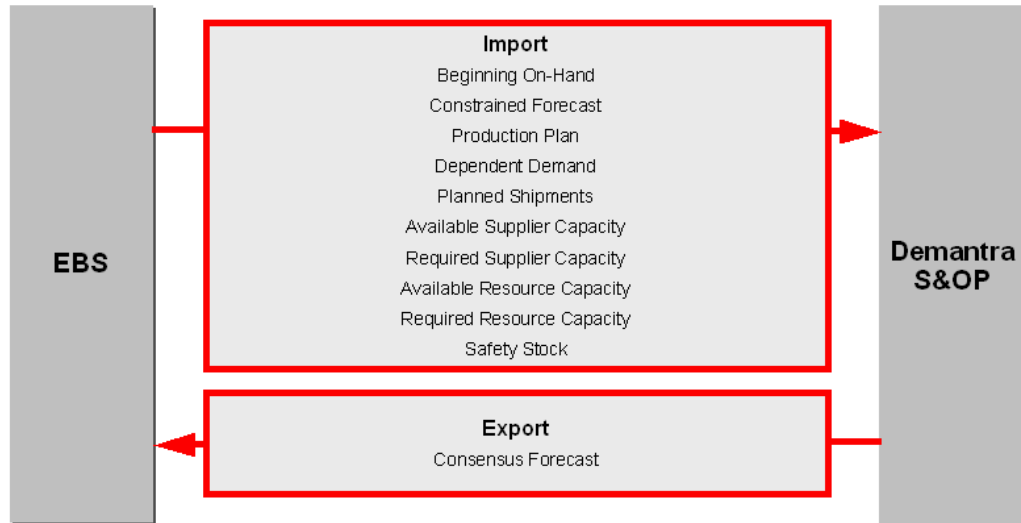 EBS
Import
Beginning On-Hand
Constrained Forecast
Production Plan
Dependent Demand
Planned Shipments
Available Supplier Capacity
Required Supplier Capacity
Available Resource Capacity
Required Resource Capacity
Safety Stock
Export
Consensus Forecast
Demantra
S&OP